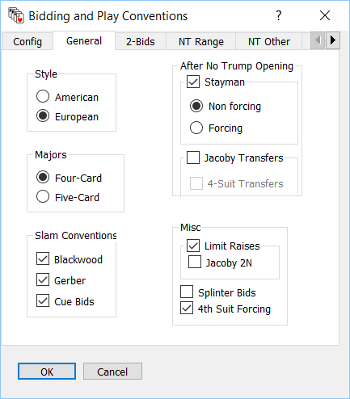 Bidding and Play Conventions
?
Config
General
2-Bids
NT Range
NT Other
Style
American
European
Majors
Four-Card
Five-Card
Slam Conventions
Blackwood
Gerber
Cue Bids
After No Trump Opening
Stayman
Non forcing
Forcing
Jacoby Transfers
4-Suit Transfers
Misc
Limit Raises
Jacoby 2N
Splinter Bids
4th Suit Forcing
OK
Cancel